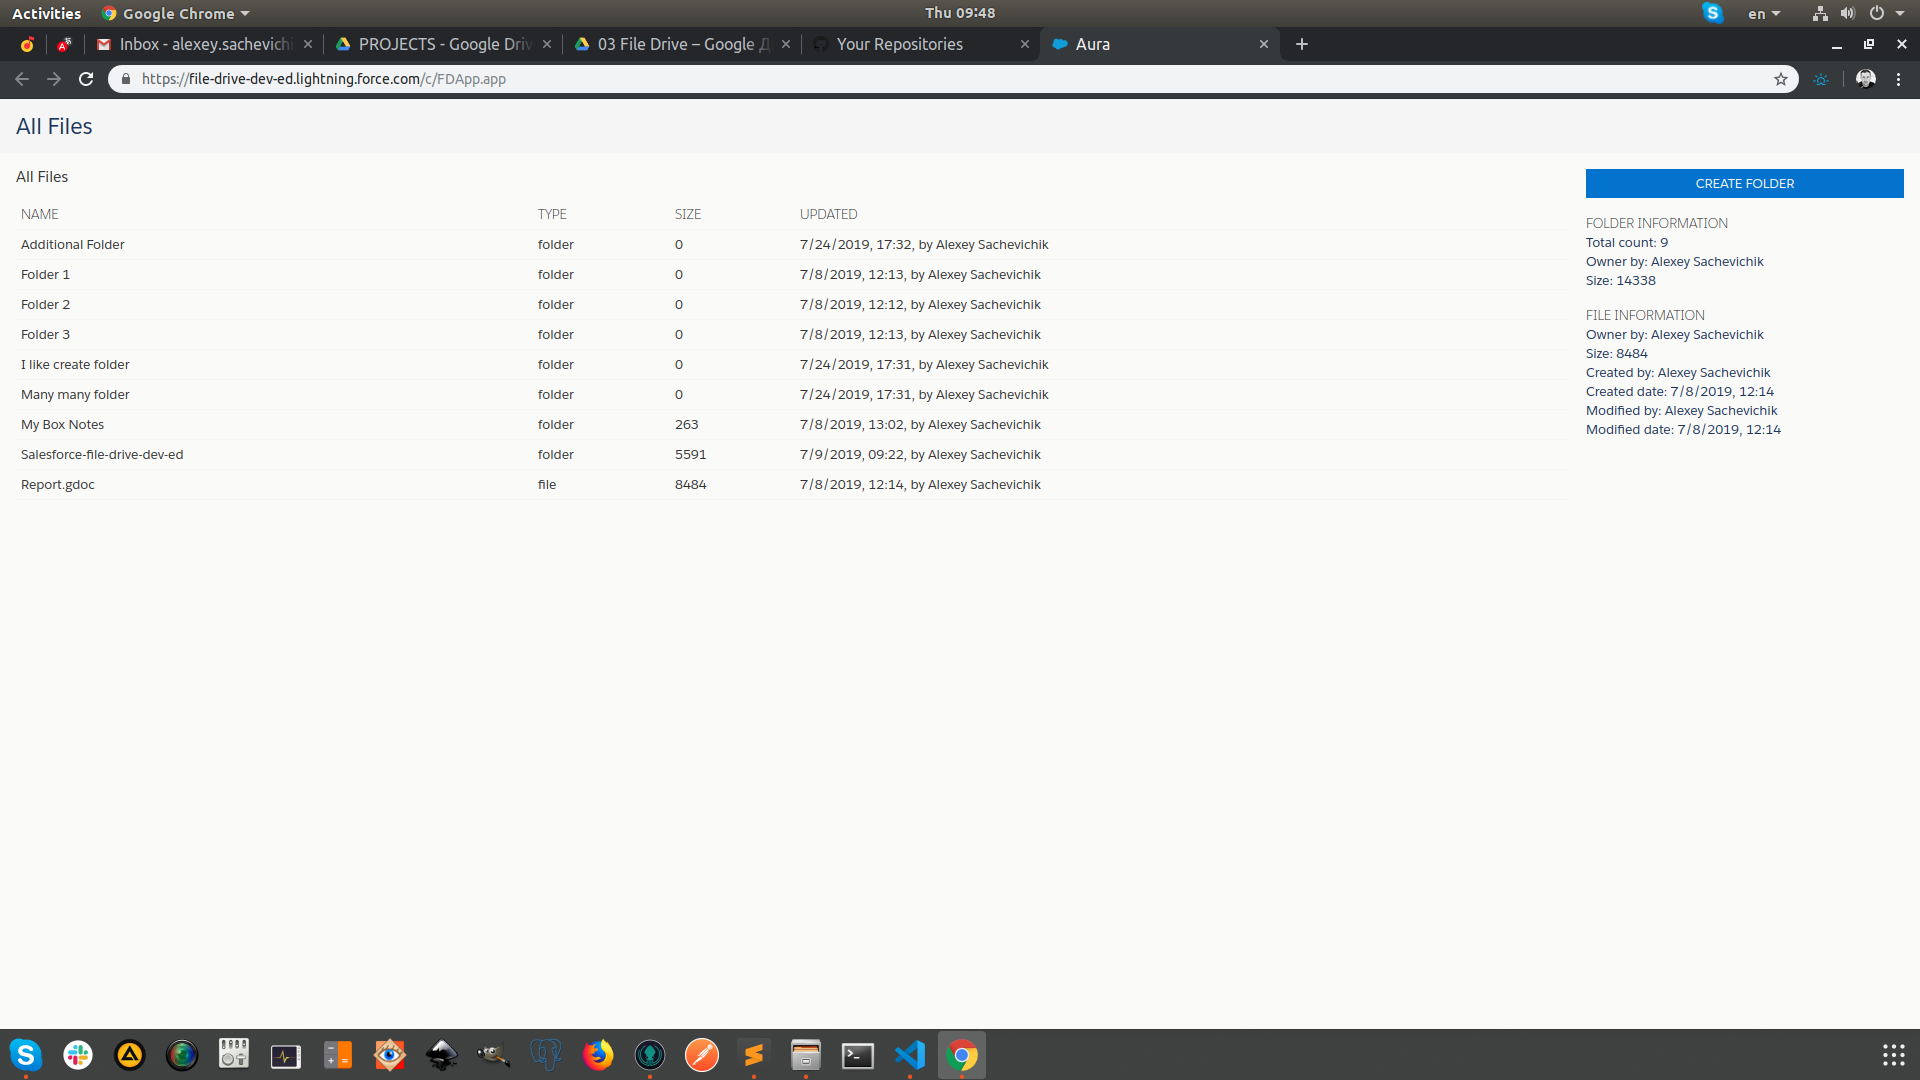 Activities Google Chrome Thu 09:48 en
Inbox - alexey.sachevichi PROJECTS - Google Driv 03 File Drive – Google Д Your Repositories Aura
https://file-drive-dev-ed.lightning.force.com/c/FDApp.app
All Files
All Files
NAME TYPE SIZE UPDATED
Additional Folder folder 0 7/24/2019, 17:32, by Alexey Sachevichik
Folder 1 folder 0 7/8/2019, 12:13, by Alexey Sachevichik
Folder 2 folder 0 7/8/2019, 12:12, by Alexey Sachevichik
Folder 3 folder 0 7/8/2019, 12:13, by Alexey Sachevichik
I like create folder folder 0 7/24/2019, 17:31, by Alexey Sachevichik
Many many folder folder 0 7/24/2019, 17:31, by Alexey Sachevichik
My Box Notes folder 263 7/8/2019, 13:02, by Alexey Sachevichik
Salesforce-file-drive-dev-ed folder 5591 7/9/2019, 09:22, by Alexey Sachevichik
Report.gdoc file 8484 7/8/2019, 12:14, by Alexey Sachevichik
CREATE FOLDER
FOLDER INFORMATION
Total count: 9
Owner by: Alexey Sachevichik
Size: 14338
FILE INFORMATION
Owner by: Alexey Sachevichik
Size: 8484
Created by: Alexey Sachevichik
Created date: 7/8/2019, 12:14
Modified by: Alexey Sachevichik
Modified date: 7/8/2019, 12:14